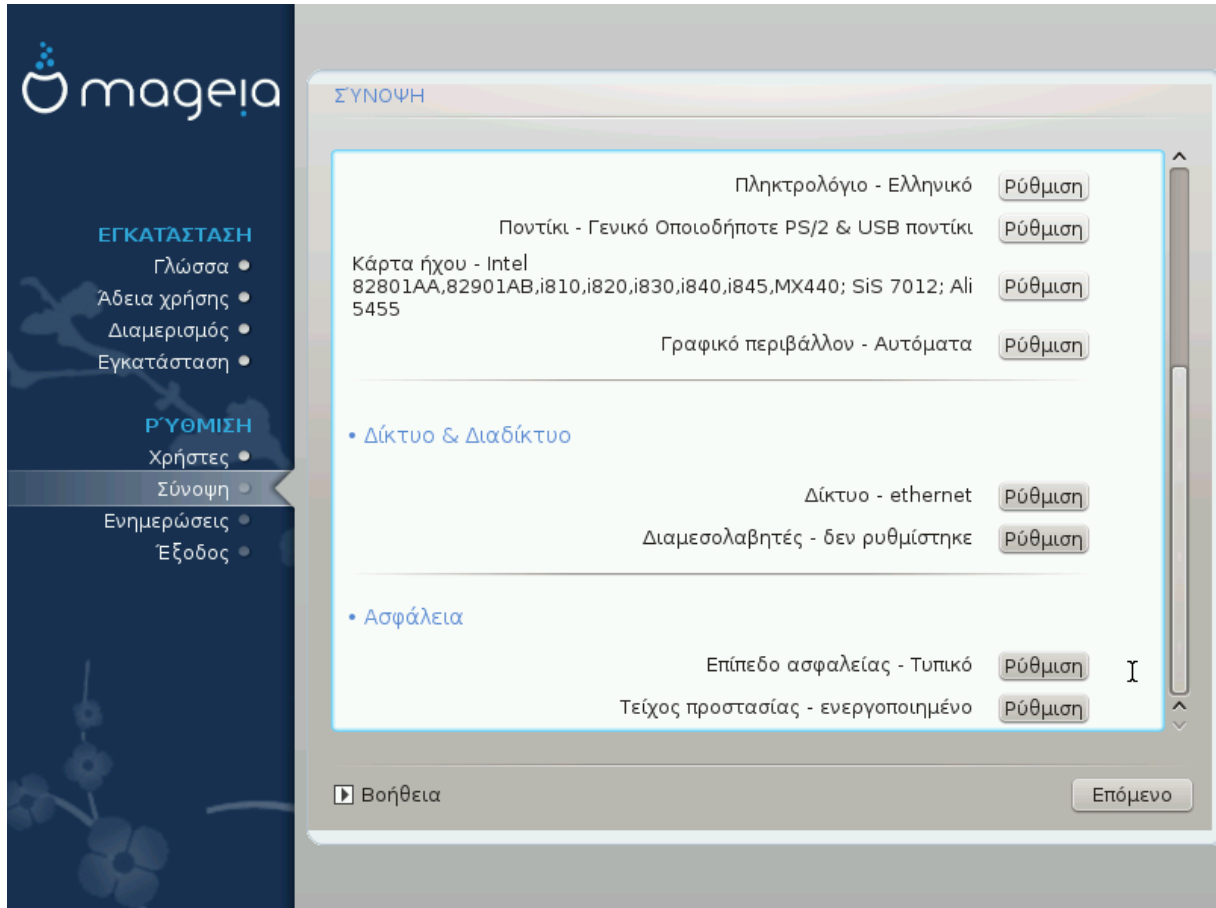 mageia
ΕΓΚΑΤΆΣΤΑΣΗ
Γλώσσα
Άδεια χρήσης
Διαμερισμός
Εγκατάσταση
ΡΎΘΜΙΣΗ
Χρήστες
Σύνοψη
Ενημερώσεις
Έξοδος
ΣΎΝΟΨΗ
Πληκτρολόγιο - Ελληνικό Ρύθμιση
Ποντίκι - Γενικό Οποιοδήποτε PS/2 & USB ποντίκι Ρύθμιση
Κάρτα ήχου - Intel
82801AA,82901AB,i810,i820,i830,i840,i845,MX440; SiS 7012; Ali Ρύθμιση
5455
Γραφικό περιβάλλον - Αυτόματα Ρύθμιση
• Δίκτυο & Διαδίκτυο
Δίκτυο - ethernet Ρύθμιση
Διαμεσολαβητές - δεν ρυθμίστηκε Ρύθμιση
• Ασφάλεια
Επίπεδο ασφαλείας - Τυπικό Ρύθμιση
Τείχος προστασίας - ενεργοποιημένο Ρύθμιση
Βοήθεια
Επόμενο